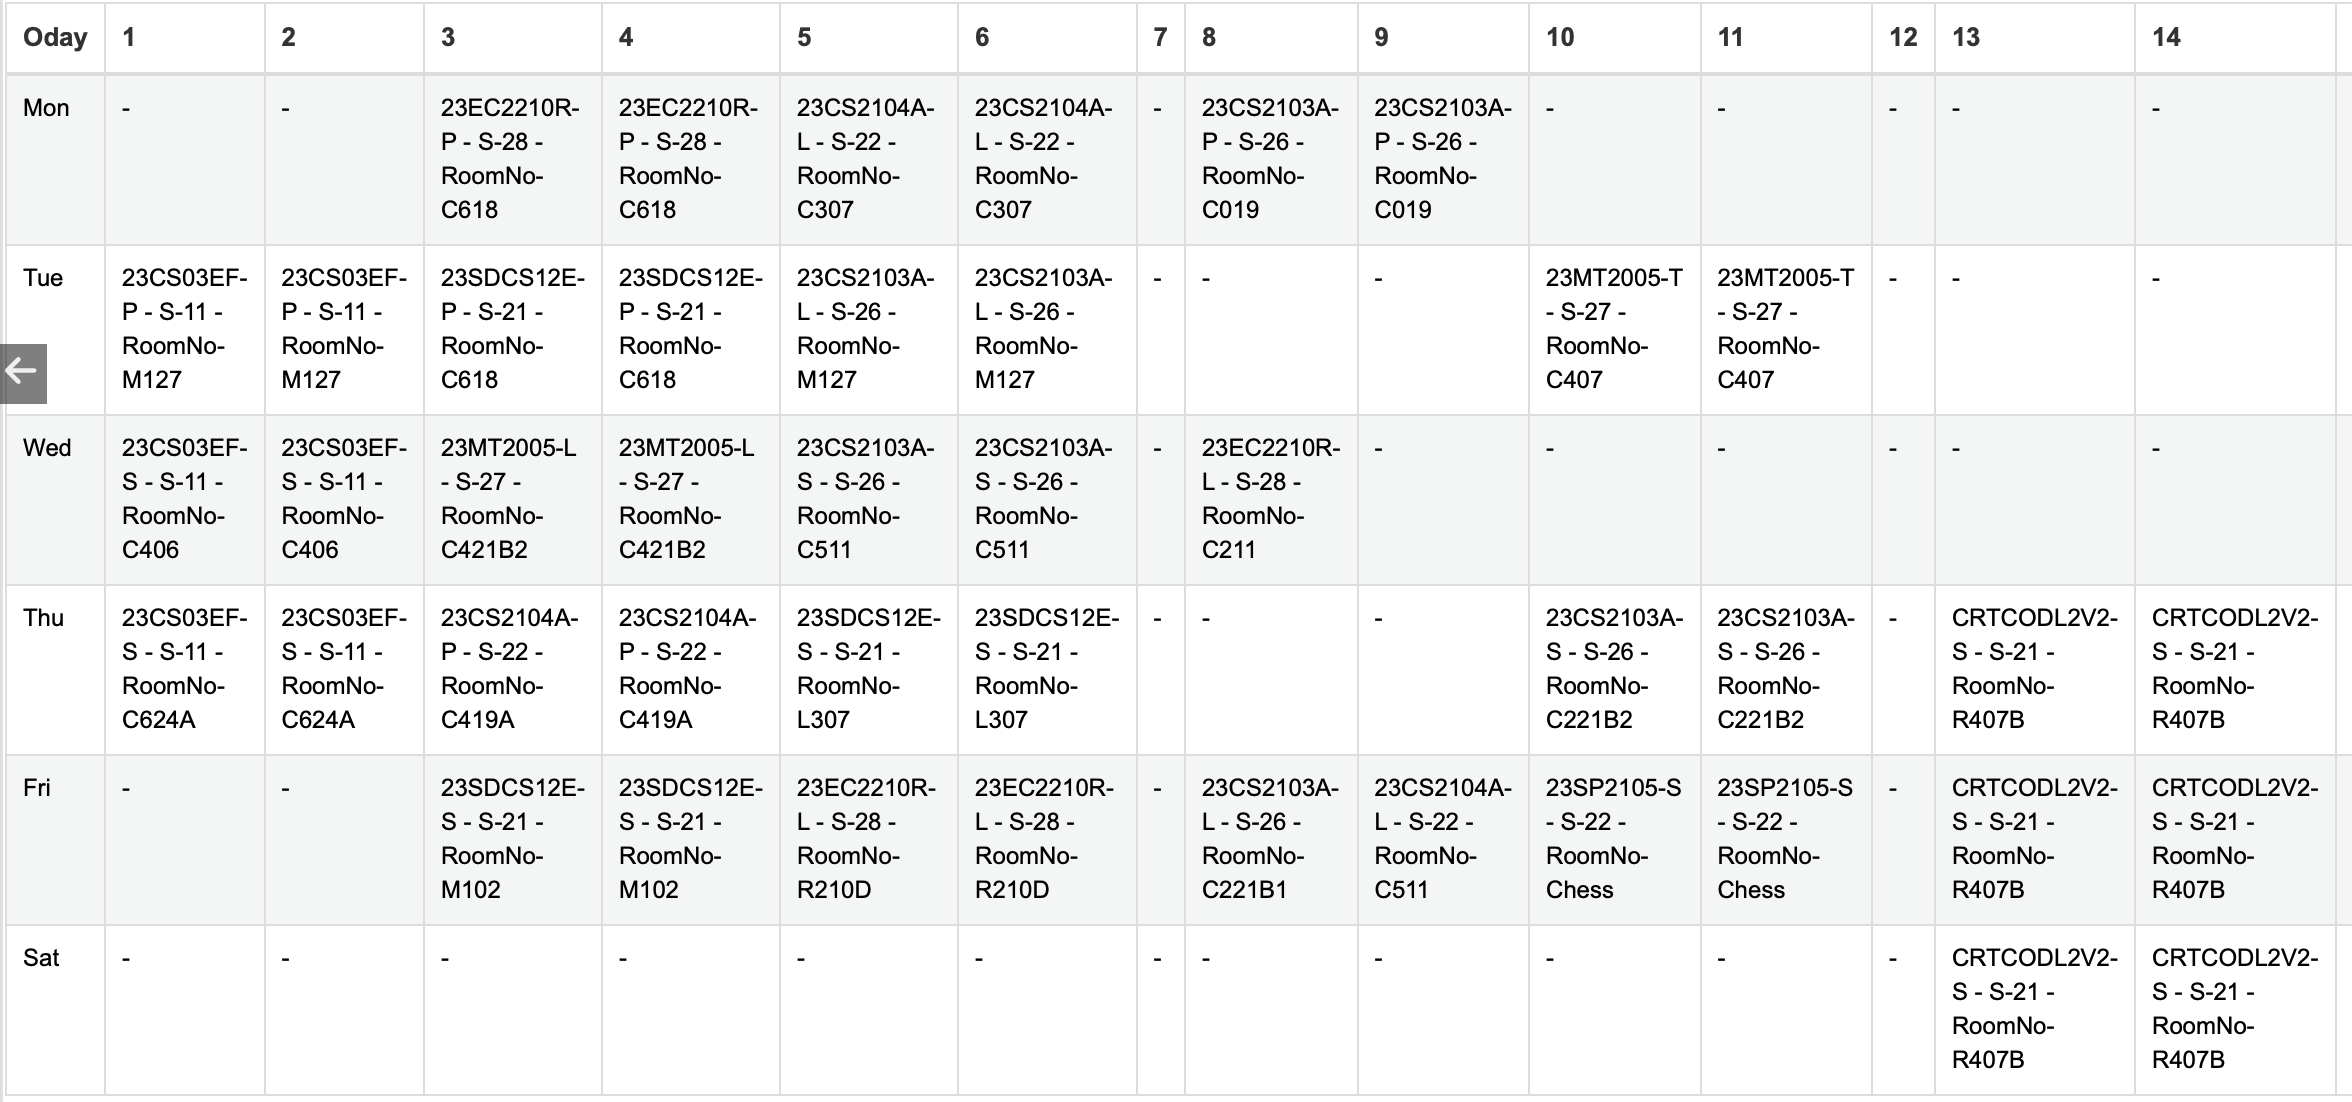 Oday 1 2 3 4 5 6 7 8 9 10 11 12 13 14
Mon - - 23EC2210R- 23EC2210R- 23CS2104A- 23CS2104A- - 23CS2103A- 23CS2103A- - - - - -
P - S-28 - P - S-28 - L - S-22 - L - S-22 - P - S-26 - P - S-26 -
RoomNo- RoomNo- RoomNo- RoomNo- RoomNo- RoomNo-
C618 C618 C307 C307 C019 C019
Tue 23CS03EF- 23CS03EF- 23SDCS12E- 23SDCS12E- 23CS2103A- 23CS2103A- - - - 23MT2005-T 23MT2005-T - - -
P - S-11 - P - S-11 - P - S-21 - P - S-21 - L - S-26 - L - S-26 - - S-27 - - S-27 -
RoomNo- RoomNo- RoomNo- RoomNo- RoomNo- RoomNo- RoomNo- RoomNo-
M127 M127 C618 C618 M127 M127 C407 C407
Wed 23CS03EF- 23CS03EF- 23MT2005-L 23MT2005-L 23CS2103A- 23CS2103A- - 23EC2210R- - - - - - -
S - S-11 - S - S-11 - - S-27 - - S-27 - S - S-26 - S - S-26 - L - S-28 -
RoomNo- RoomNo- RoomNo- RoomNo- RoomNo- RoomNo- RoomNo-
C406 C406 C421B2 C421B2 C511 C511 C211
Thu 23CS03EF- 23CS03EF- 23CS2104A- 23CS2104A- 23SDCS12E- 23SDCS12E- - - - 23CS2103A- 23CS2103A- - CRTCODL2V2- CRTCODL2V2-
S - S-11 - S - S-11 - P - S-22 - P - S-22 - S - S-21 - S - S-21 - S - S-26 - S - S-26 - S - S-21 - S - S-21 -
RoomNo- RoomNo- RoomNo- RoomNo- RoomNo- RoomNo- RoomNo- RoomNo- RoomNo- RoomNo-
C624A C624A C419A C419A L307 L307 C221B2 C221B2 R407B R407B
Fri - - 23SDCS12E- 23SDCS12E- 23EC2210R- 23EC2210R- - 23CS2103A- 23CS2104A- 23SP2105-S 23SP2105-S - CRTCODL2V2- CRTCODL2V2-
S - S-21 - S - S-21 - L - S-28 - L - S-28 - L - S-26 - L - S-22 - - S-22 - - S-22 - S - S-21 - S - S-21 -
RoomNo- RoomNo- RoomNo- RoomNo- RoomNo- RoomNo- RoomNo- RoomNo- RoomNo- RoomNo-
M102 M102 R210D R210D C221B1 C511 Chess Chess R407B R407B
Sat - - - - - - - - - - - - CRTCODL2V2- CRTCODL2V2-
S - S-21 - S - S-21 -
RoomNo- RoomNo-
R407B R407B